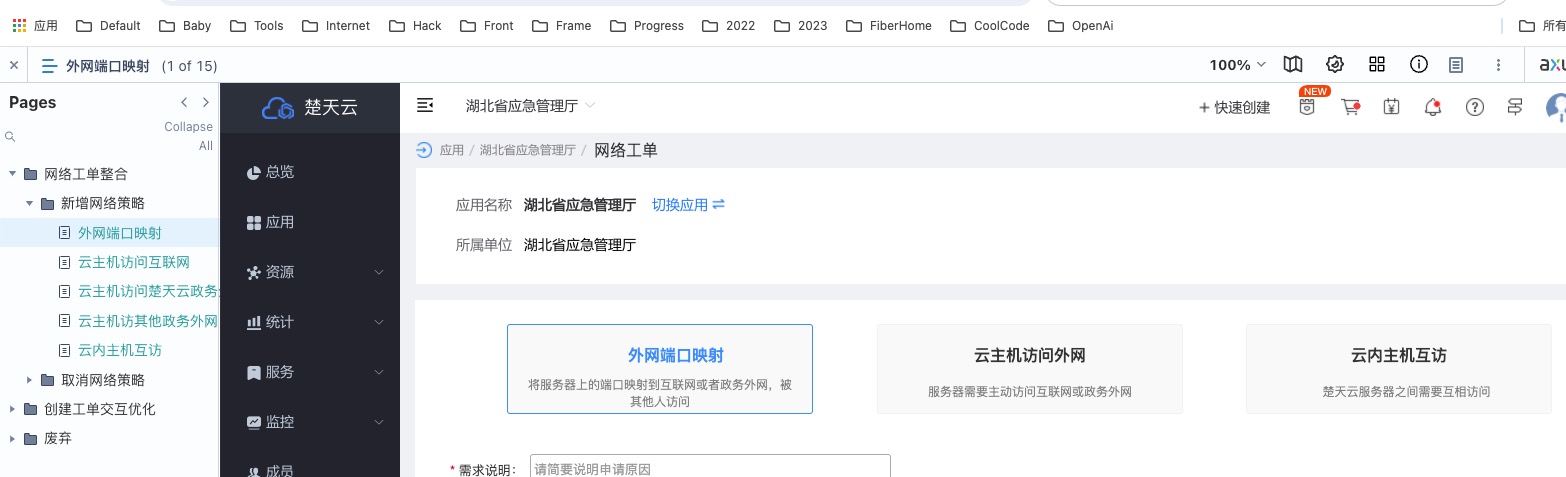 应用 Default Baby Tools Internet Hack Front Frame Progress 2022 2023 FiberHome CoolCode OpenAi 所有
外网端口映射 (1 of 15) 100%
Pages
Collapse
All
网络工单整合
新增网络策略
外网端口映射
云主机访问互联网
云主机访问楚天云政务
云主机访其他政务外网
云内主机互访
取消网络策略
创建工单交互优化
废弃
楚天云
总览
应用
资源
统计
服务
监控
成员
湖北省应急管理厅 + 快速创建 NEW
应用 / 湖北省应急管理厅 / 网络工单
应用名称 湖北省应急管理厅 切换应用
所属单位 湖北省应急管理厅
外网端口映射
将服务器上的端口映射到互联网或者政务外网，被
其他人访问
云主机访问外网
服务器需要主动访问互联网或政务外网
云内主机互访
楚天云服务器之间需要互相访问
* 需求说明： 请简要说明申请原因